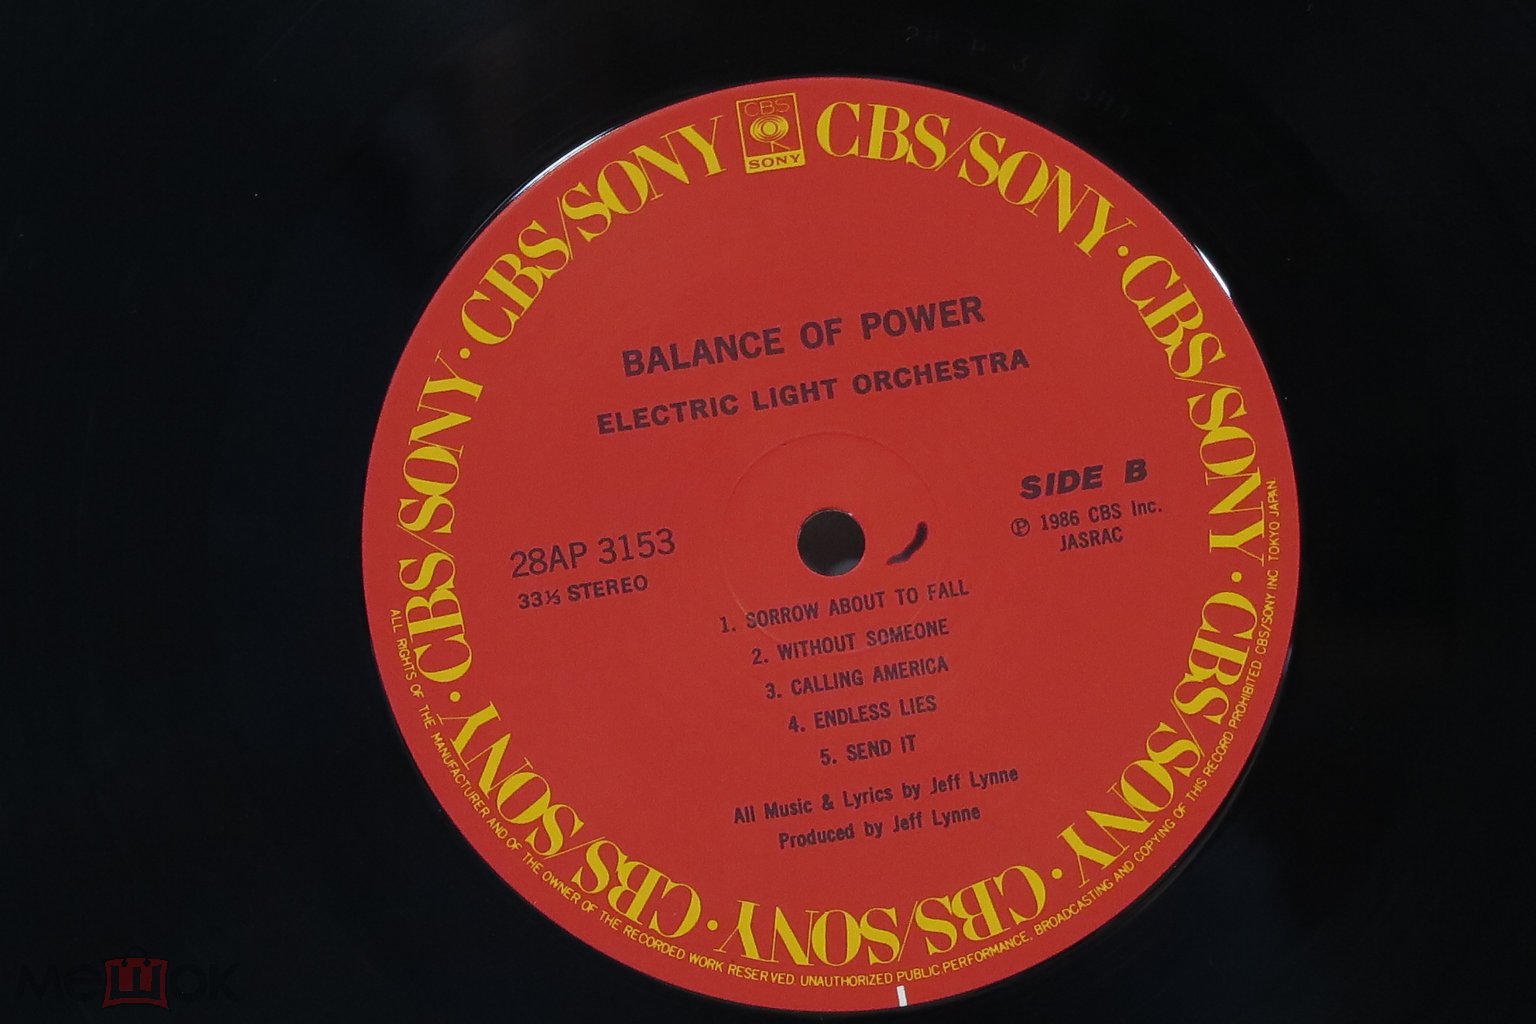 CBS
SONY
CBS/SONY · CBS/SONY · CBS/SONY · CBS/SONY · CBS/SONY · CBS/SONY · CBS/SONY
BALANCE OF POWER
ELECTRIC LIGHT ORCHESTRA
SIDE B
Ⓟ 1986 CBS Inc.
JASRAC
28AP 3153
33⅓ STEREO
1. SORROW ABOUT TO FALL
2. WITHOUT SOMEONE
3. CALLING AMERICA
4. ENDLESS LIES
5. SEND IT
All Music & Lyrics by Jeff Lynne
Produced by Jeff Lynne
ALL RIGHTS OF THE MANUFACTURER AND OF THE OWNER OF THE RECORDED WORK RESERVED. UNAUTHORIZED PUBLIC PERFORMANCE, BROADCASTING AND COPYING OF THIS RECORD PROHIBITED CBS/SONY INC. TOKYO JAPAN
мешок